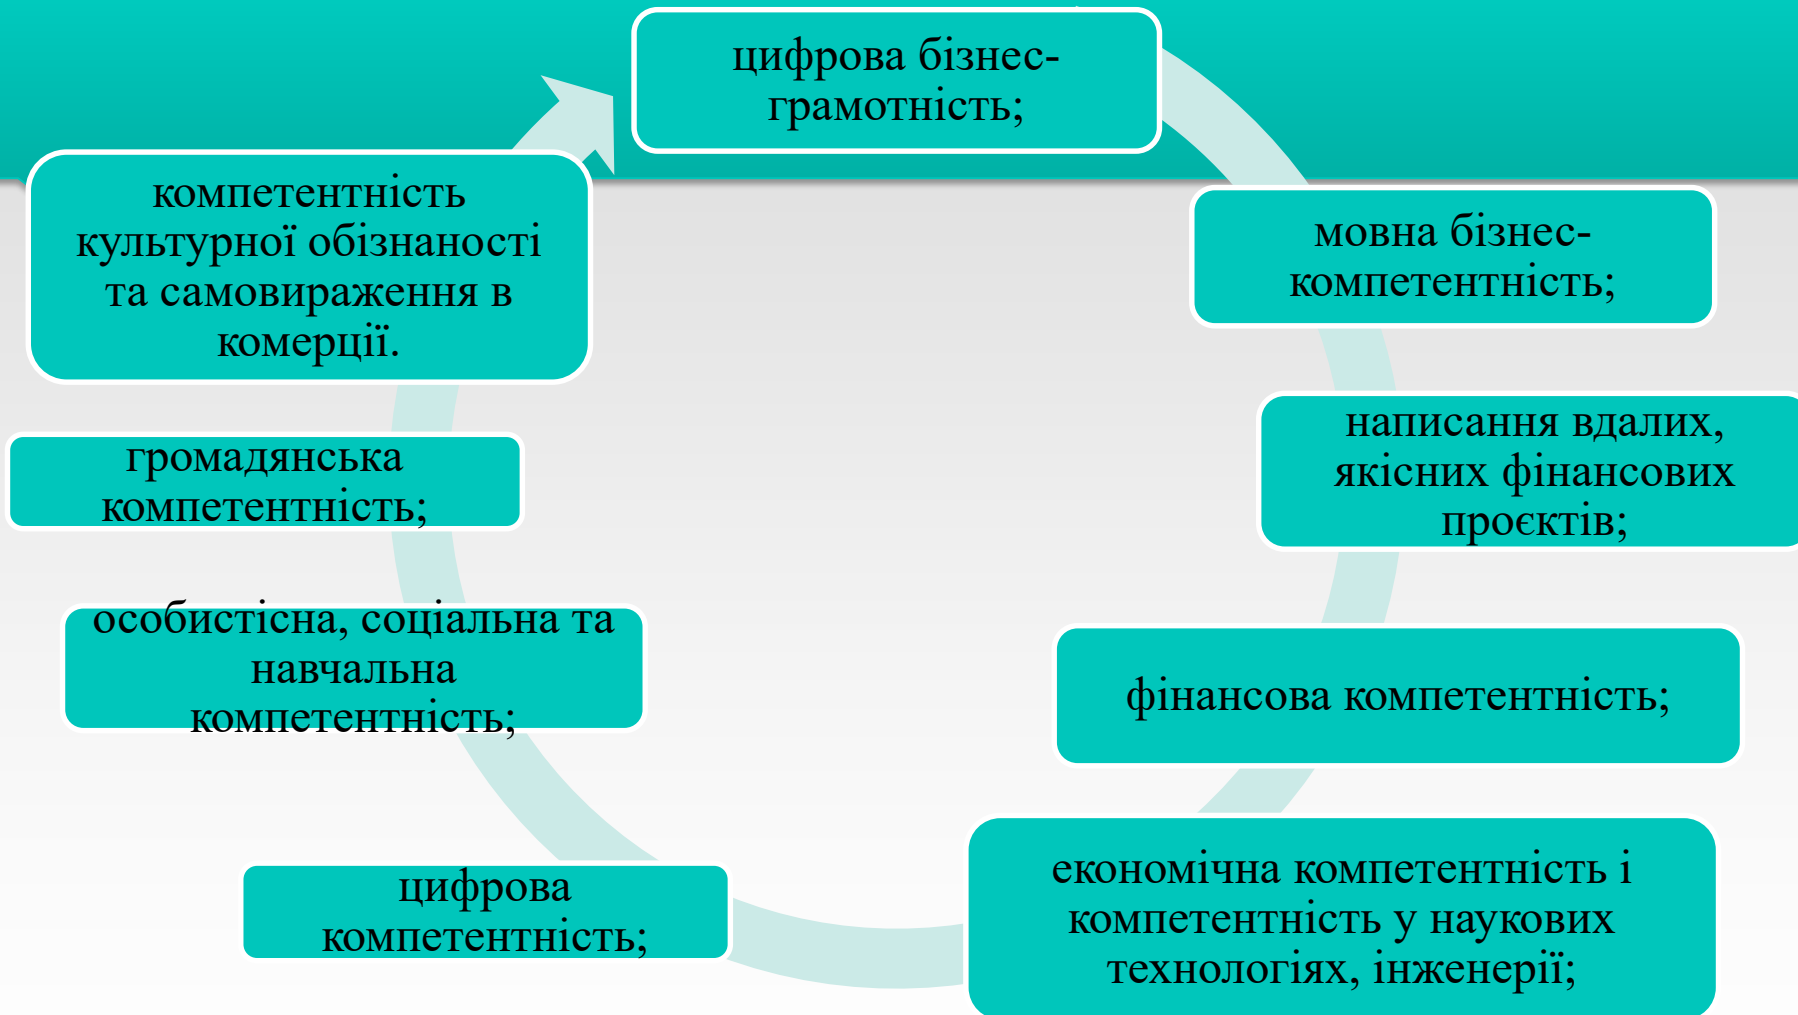 цифрова бізнес-
грамотність;
мовна бізнес-
компетентність;
написання вдалих,
якісних фінансових
проєктів;
фінансова компетентність;
економічна компетентність і
компетентність у наукових
технологіях, інженерії;
цифрова
компетентність;
особистісна, соціальна та
навчальна
компетентність;
громадянська
компетентність;
компетентність
культурної обізнаності
та самовираження в
комерції.